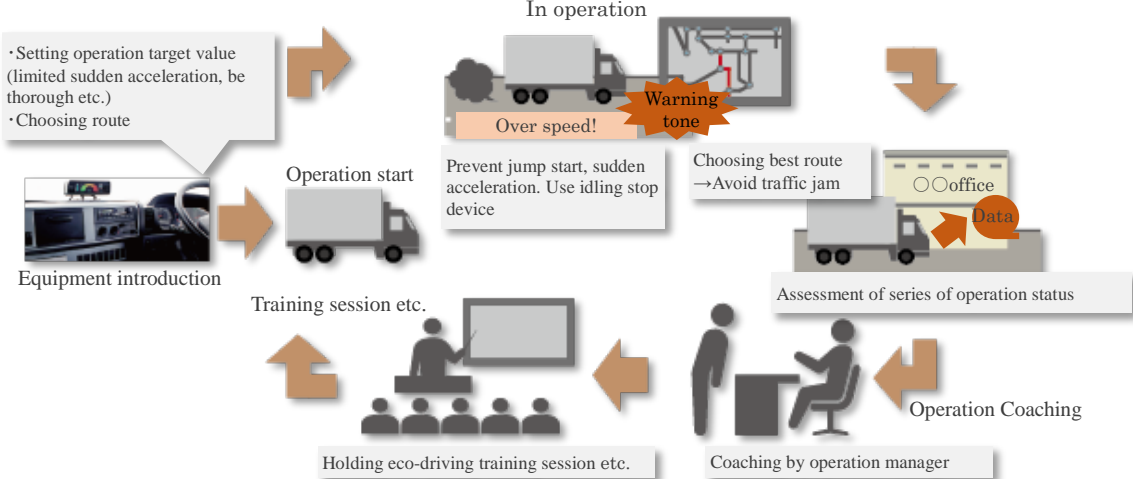 In operation
・Setting operation target value
(limited sudden acceleration, be
thorough etc.)
・Choosing route
Warning
tone
Over speed!
Prevent jump start, sudden
acceleration. Use idling stop
device
Choosing best route
→Avoid traffic jam
○○office
Data
Operation start
Equipment introduction
Assessment of series of operation status
Training session etc.
Operation Coaching
Holding eco-driving training session etc.
Coaching by operation manager